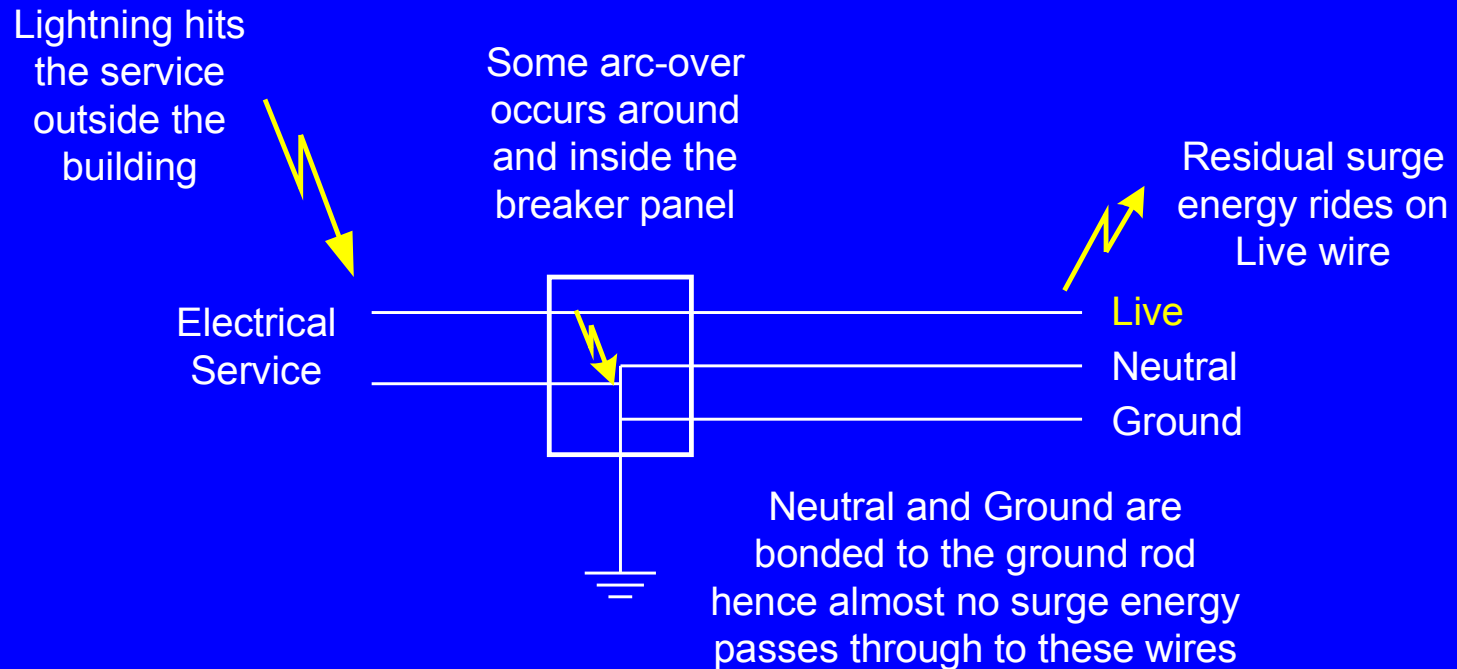 Lightning hits
the service
outside the
building
Some arc-over
occurs around
and inside the
breaker panel
Residual surge
energy rides on
Live wire
Electrical
Service
Live
Neutral
Ground
Neutral and Ground are
bonded to the ground rod
hence almost no surge energy
passes through to these wires